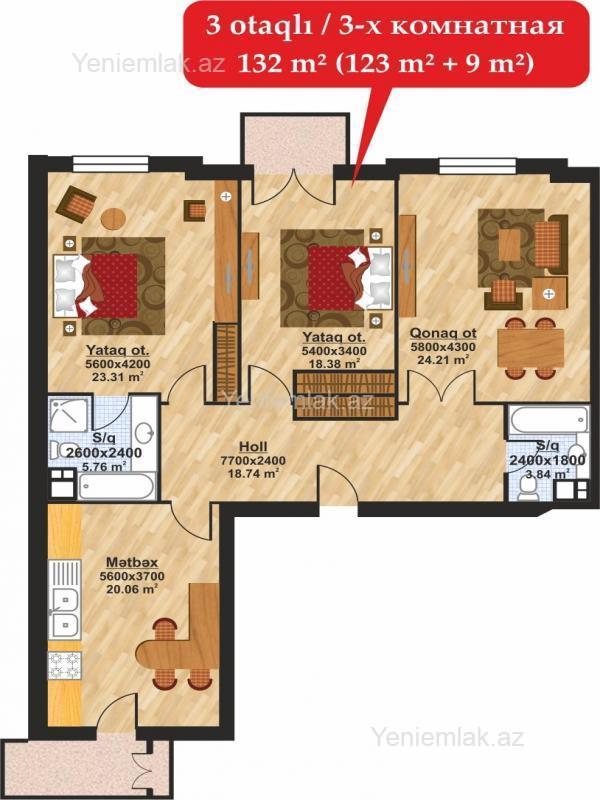 3 otaqlı / 3-х комнатная
132 m² (123 m² + 9 m²)
Yeniemlak.az
Yataq ot.
5600x4200
23.31 m²
Yataq ot.
5400x3400
18.38 m²
Qonaq ot
5800x4300
24.21 m²
Yeniemlak.az
S/q
2600x2400
5.76 m²
Holl
7700x2400
18.74 m²
S/q
2400x1800
3.84 m²
Mətbəx
5600x3700
20.06 m²
Yeniemlak.az